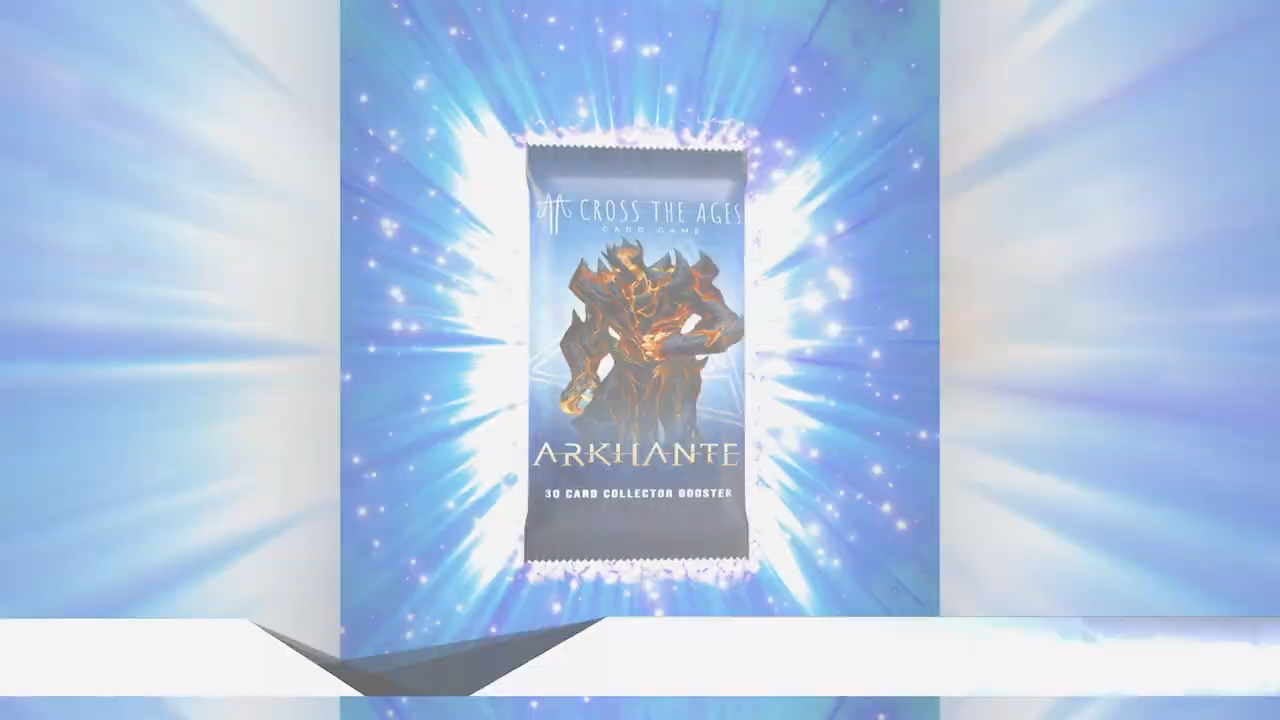 CROSS THE AGES
CARD GAME
ARKHANTE
30 CARD COLLECTOR BOOSTER